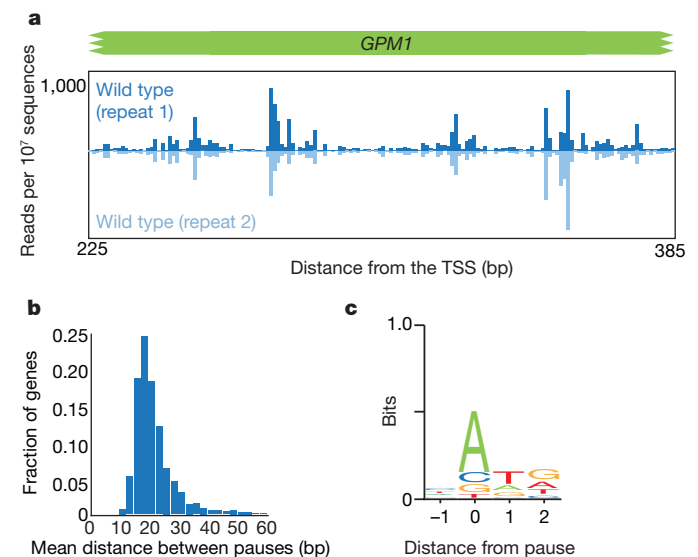 a
GPM1
1,000
Wild type
(repeat 1)
Reads per 10⁷ sequences
Wild type (repeat 2)
225
385
Distance from the TSS (bp)
b
0.25
0.20
0.15
0.10
0.05
0
Fraction of genes
0 10 20 30 40 50 60
Mean distance between pauses (bp)
c
1.0
Bits
0
A
C
G
T
T
A
G
G
A
T
−1 0 1 2
Distance from pause